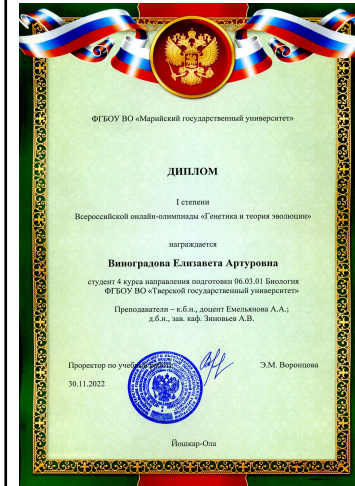 ФГБОУ ВО «Марийский государственный университет»
ДИПЛОМ
I степени
Всероссийской онлайн-олимпиады «Генетика и теория эволюции»
награждается
Виноградова Елизавета Артуровна
студент 4 курса направления подготовки 06.03.01 Биология
ФГБОУ ВО «Тверской государственный университет»
Преподаватели – к.б.н., доцент Емельянова А.А.;
д.б.н., зав. каф. Зиновьев А.В.
Проректор по учебной работе Э.М. Воронцова
30.11.2022
Йошкар-Ола